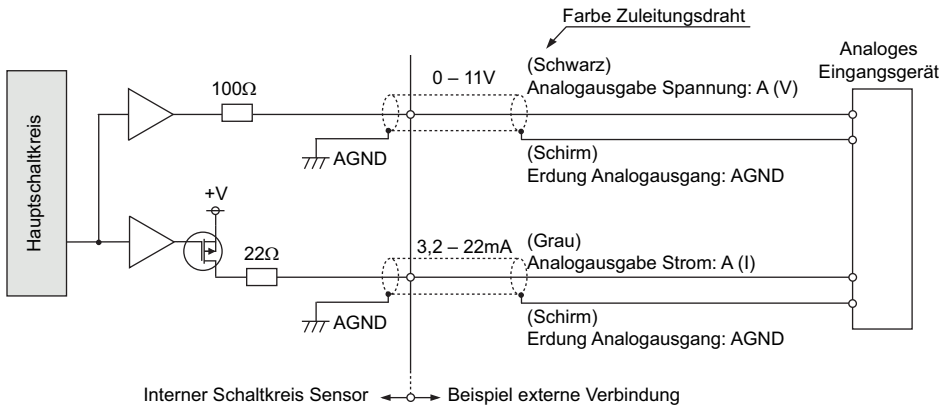 Farbe Zuleitungsdraht
Analoges
Eingangsgerät
Hauptschaltkreis
100Ω
0 – 11V
(Schwarz)
Analogausgabe Spannung: A (V)
AGND
(Schirm)
Erdung Analogausgang: AGND
+V
22Ω
3,2 – 22mA
(Grau)
Analogausgabe Strom: A (I)
AGND
(Schirm)
Erdung Analogausgang: AGND
Interner Schaltkreis Sensor
Beispiel externe Verbindung